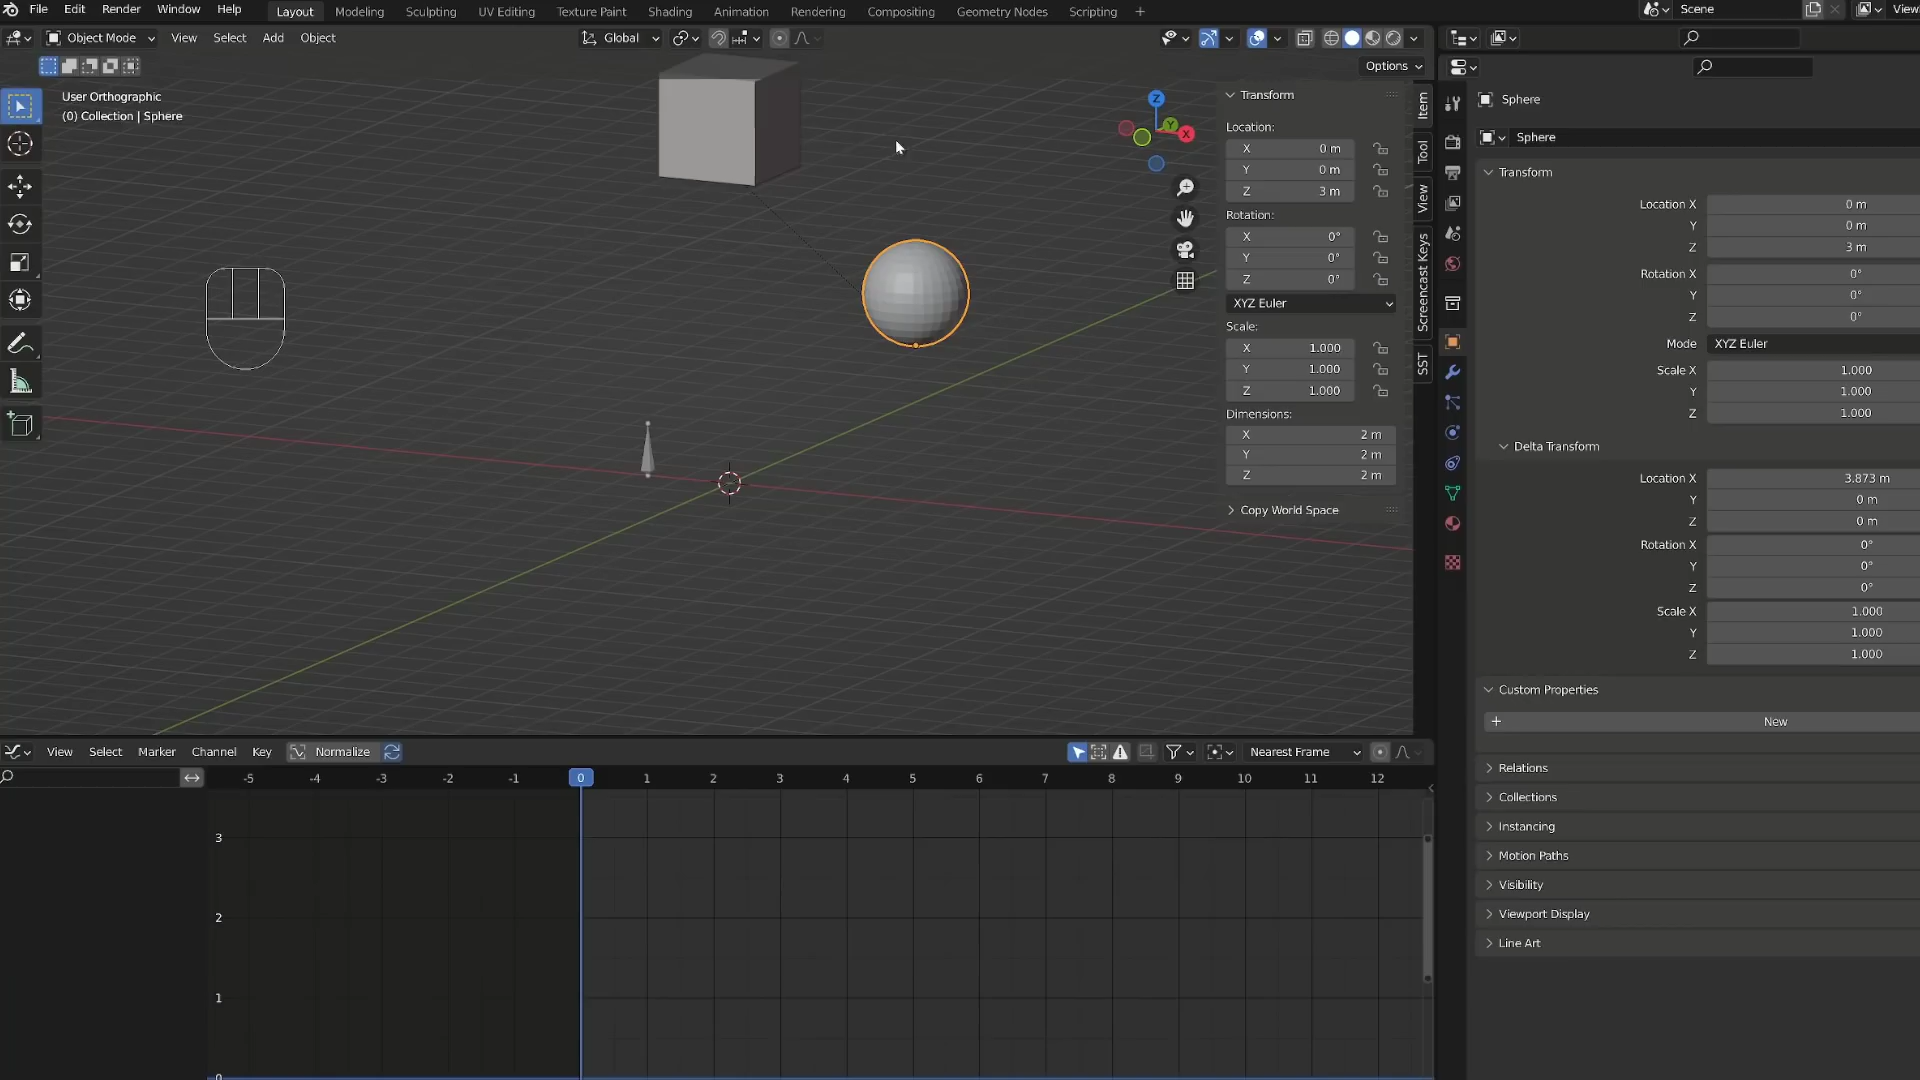 File Edit Render Window Help Layout Modeling Sculpting UV Editing Texture Paint Shading Animation Rendering Compositing Geometry Nodes Scripting + Scene View
Object Mode View Select Add Object Global
Options
User Orthographic
(0) Collection | Sphere
Transform
Location:
X 0 m
Y 0 m
Z 3 m
Rotation:
X 0°
Y 0°
Z 0°
XYZ Euler
Scale:
X 1.000
Y 1.000
Z 1.000
Dimensions:
X 2 m
Y 2 m
Z 2 m
Copy World Space
Z
Y
X
Item
Tool
View
Screencast Keys
SST
Sphere
Sphere
Transform
Location X 0 m
Y 0 m
Z 3 m
Rotation X 0°
Y 0°
Z 0°
Mode XYZ Euler
Scale X 1.000
Y 1.000
Z 1.000
Delta Transform
Location X 3.873 m
Y 0 m
Z 0 m
Rotation X 0°
Y 0°
Z 0°
Scale X 1.000
Y 1.000
Z 1.000
Custom Properties
+ New
Relations
Collections
Instancing
Motion Paths
Visibility
Viewport Display
Line Art
View Select Marker Channel Key Normalize Nearest Frame
-5 -4 -3 -2 -1 0 1 2 3 4 5 6 7 8 9 10 11 12
3
2
1
0